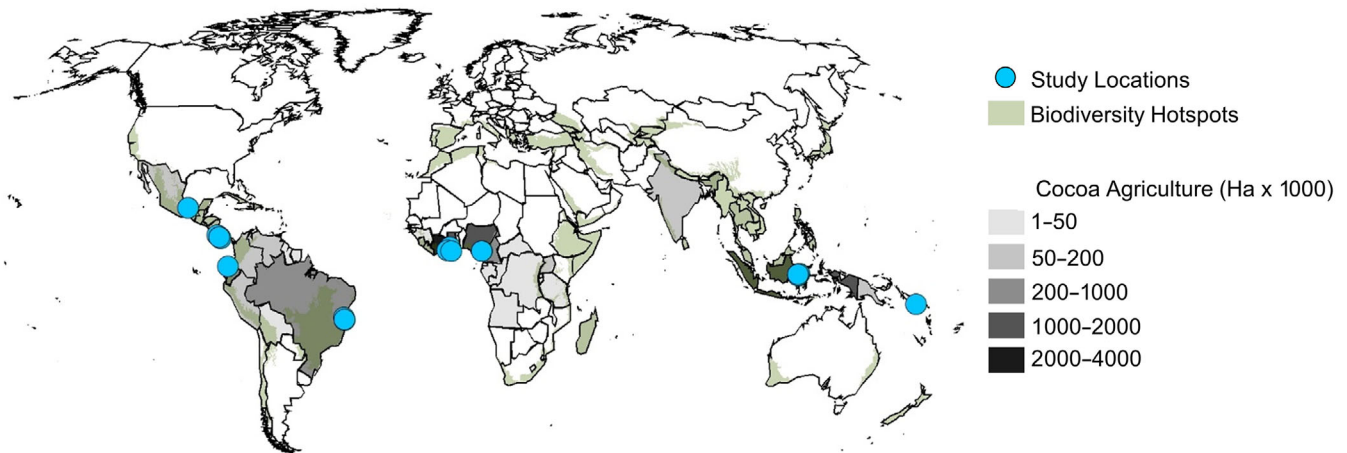 Study Locations
Biodiversity Hotspots
Cocoa Agriculture (Ha x 1000)
1–50
50–200
200–1000
1000–2000
2000–4000